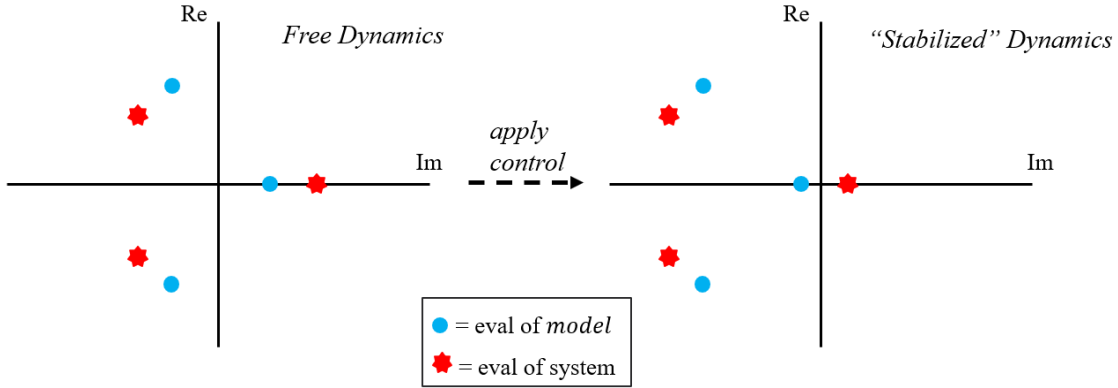 Re
Free Dynamics
Im
apply
control
Re
“Stabilized” Dynamics
Im
= eval of model
= eval of system